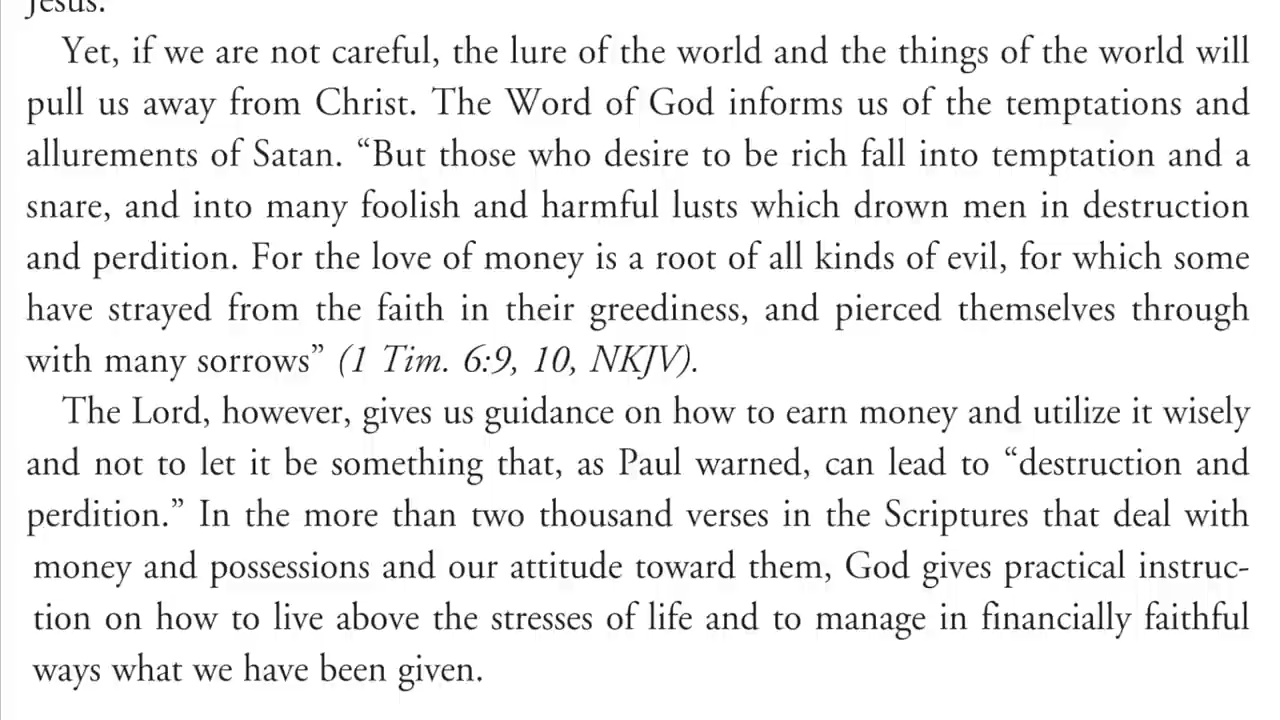 Jesus.
Yet, if we are not careful, the lure of the world and the things of the world will
pull us away from Christ. The Word of God informs us of the temptations and
allurements of Satan. “But those who desire to be rich fall into temptation and a
snare, and into many foolish and harmful lusts which drown men in destruction
and perdition. For the love of money is a root of all kinds of evil, for which some
have strayed from the faith in their greediness, and pierced themselves through
with many sorrows” (1 Tim. 6:9, 10, NKJV).
The Lord, however, gives us guidance on how to earn money and utilize it wisely
and not to let it be something that, as Paul warned, can lead to “destruction and
perdition.” In the more than two thousand verses in the Scriptures that deal with
money and possessions and our attitude toward them, God gives practical instruc-
tion on how to live above the stresses of life and to manage in financially faithful
ways what we have been given.